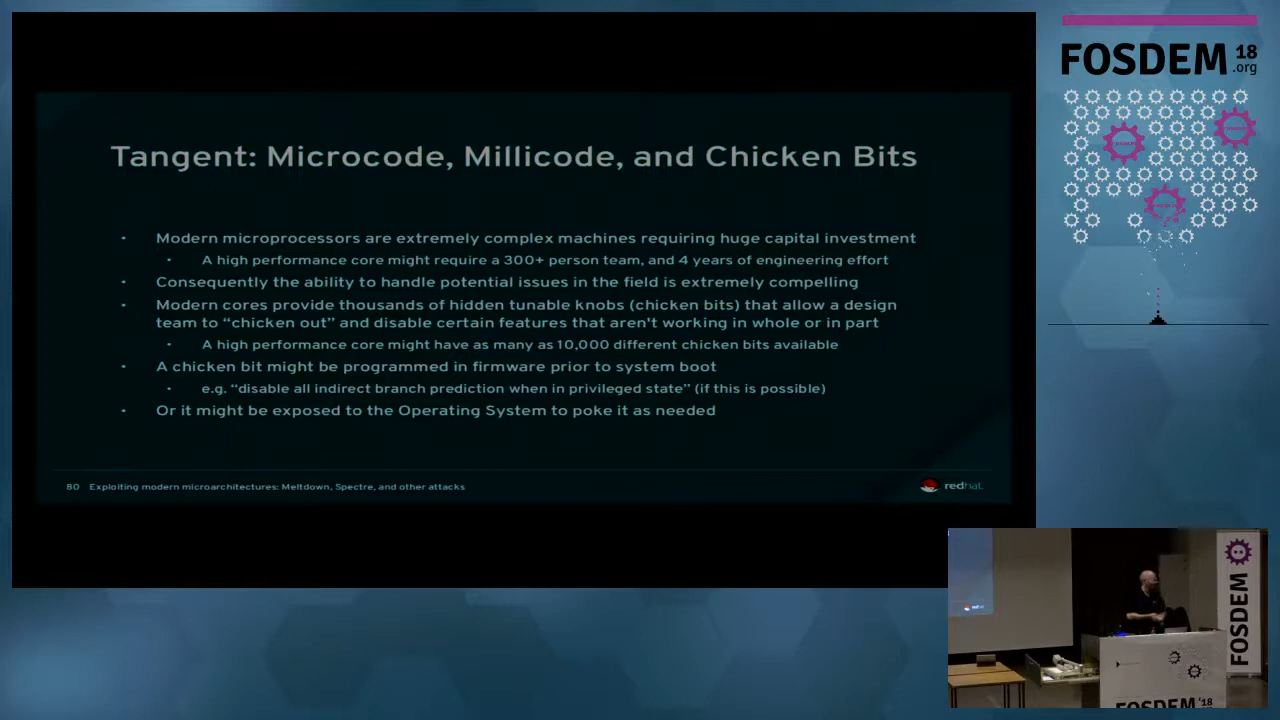 FOSDEM 18
.org
Tangent: Microcode, Millicode, and Chicken Bits
• Modern microprocessors are extremely complex machines requiring huge capital investment
• A high performance core might require a 300+ person team, and 4 years of engineering effort
• Consequently the ability to handle potential issues in the field is extremely compelling
• Modern cores provide thousands of hidden tunable knobs (chicken bits) that allow a design
team to “chicken out” and disable certain features that aren't working in whole or in part
• A high performance core might have as many as 10,000 different chicken bits available
• A chicken bit might be programmed in firmware prior to system boot
• e.g. “disable all indirect branch prediction when in privileged state” (if this is possible)
• Or it might be exposed to the Operating System to poke it as needed
80 Exploiting modern microarchitectures: Meltdown, Spectre, and other attacks
redhat
FOSDEM
FOSDEM '18